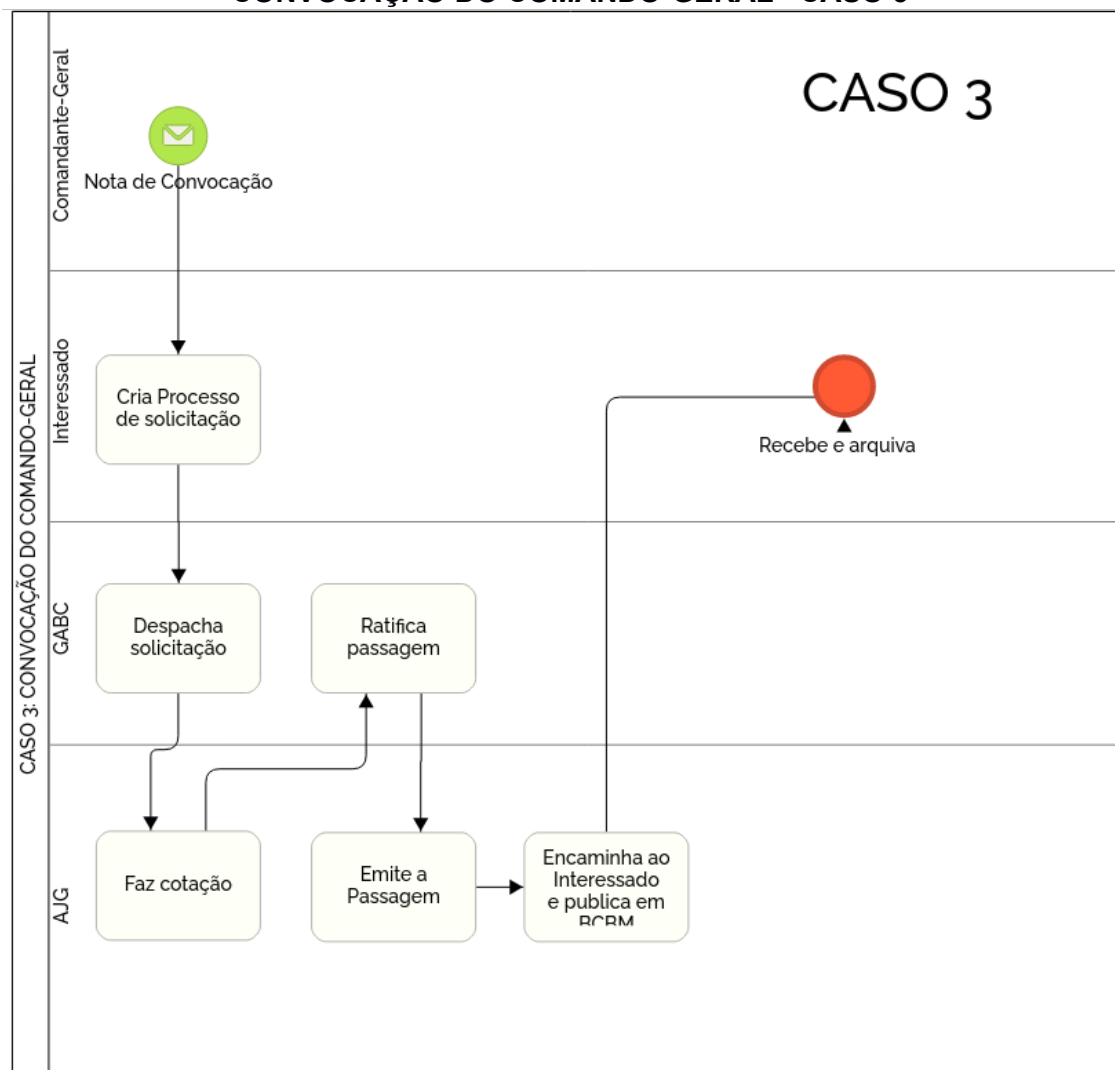 CASO 3
CASO 3: CONVOCAÇÃO DO COMANDO-GERAL
Comandante-Geral
Nota de Convocação
Interessado
Cria Processo
de solicitação
Recebe e arquiva
GABC
Despacha
solicitação
Ratifica
passagem
AJG
Faz cotação
Emite a
Passagem
Encaminha ao
Interessado
e publica em
BCBM